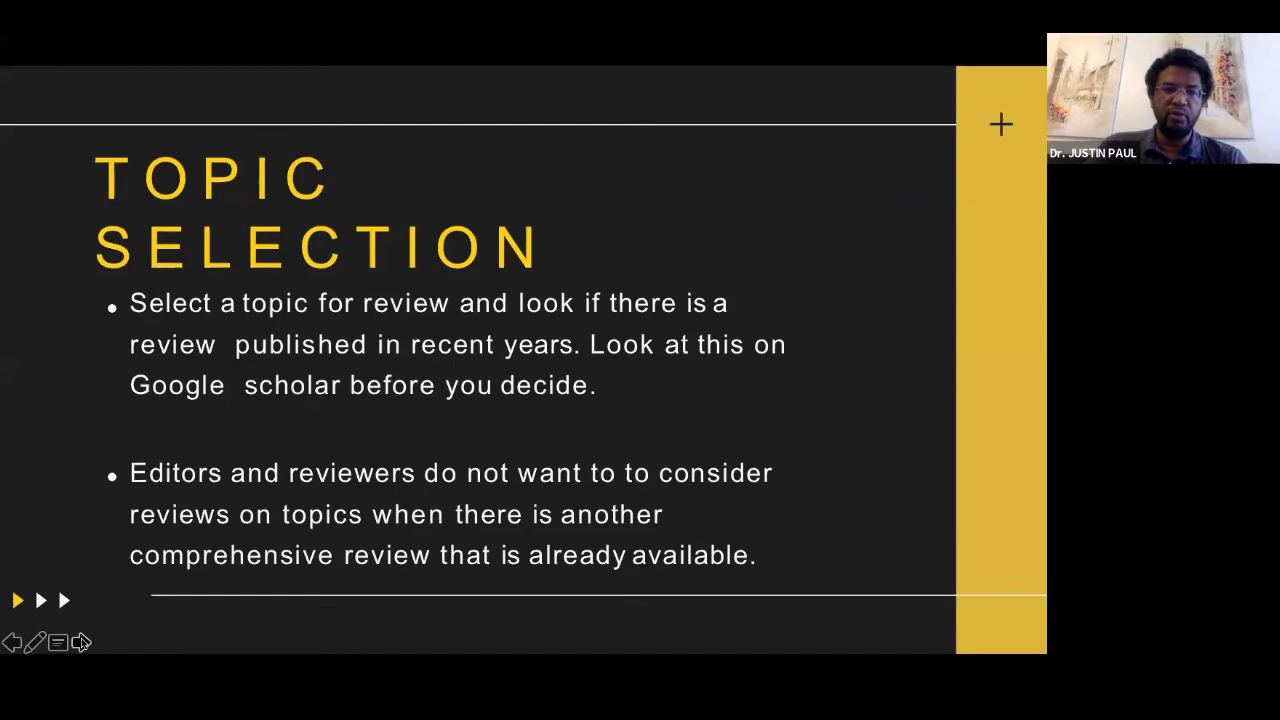 TOPIC
SELECTION
• Select a topic for review and look if there is a
review published in recent years. Look at this on
Google scholar before you decide.
• Editors and reviewers do not want to to consider
reviews on topics when there is another
comprehensive review that is already available.
Dr. JUSTIN PAUL